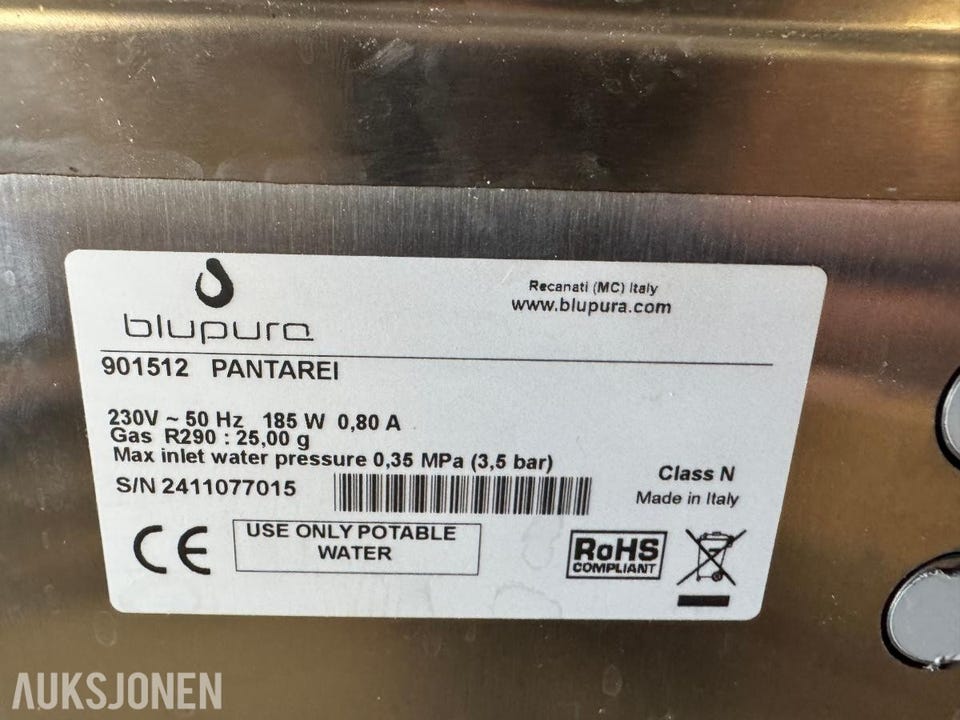 blupura
Recanati (MC) Italy
www.blupura.com
901512 PANTAREI
230V ~ 50 Hz 185 W 0,80 A
Gas R290 : 25,00 g
Max inlet water pressure 0,35 MPa (3,5 bar)
S/N 2411077015
Class N
Made in Italy
CE
USE ONLY POTABLE
WATER
RoHS
COMPLIANT
AUKSJONEN